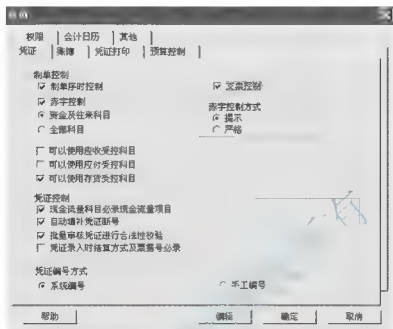 权限 会计日历 其他
凭证 账簿 凭证打印 预算控制
制单控制
制单序时控制 支票控制
赤字控制 赤字控制方式
资金及往来科目 提示
全部科目 严格
可以使用应收受控科目
可以使用应付受控科目
可以使用存货受控科目
凭证控制
现金流量科目必录现金流量项目
自动填补凭证断号
批量审核凭证进行合法性校验
凭证录入时结算方式及票据号必录
凭证编号方式
系统编号 手工编号
帮助 编辑 确定 取消